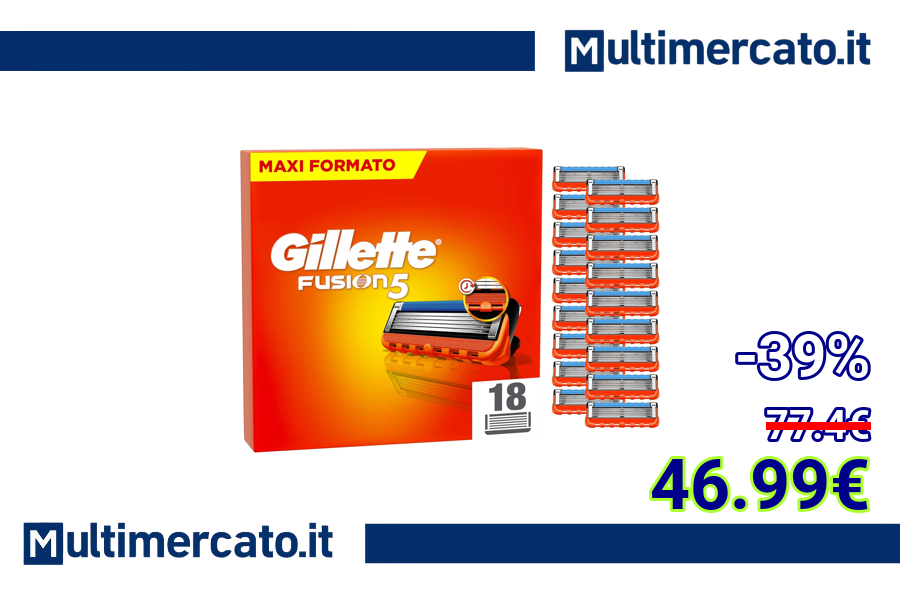 Multimercato.it
MAXI FORMATO
Gillette®
FUSION5
18
-39%
77.4€
46.99€
Multimercato.it